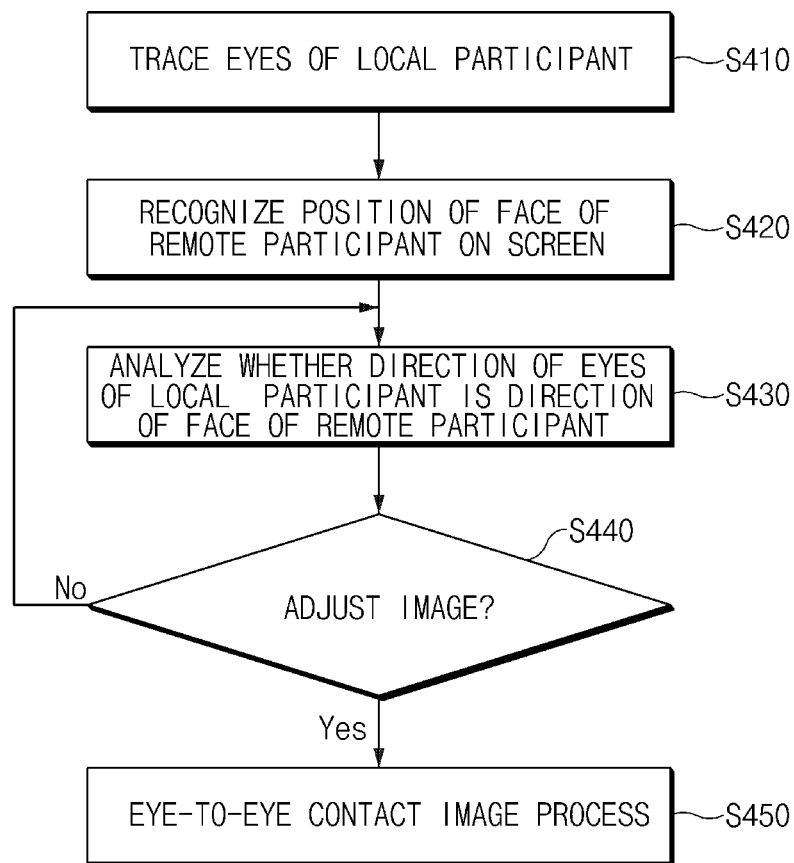 TRACE EYES OF LOCAL PARTICIPANT
S410
RECOGNIZE POSITION OF FACE OF
REMOTE PARTICIPANT ON SCREEN
S420
ANALYZE WHETHER DIRECTION OF EYES
OF LOCAL PARTICIPANT IS DIRECTION
OF FACE OF REMOTE PARTICIPANT
S430
S440
ADJUST IMAGE?
No
Yes
EYE-TO-EYE CONTACT IMAGE PROCESS
S450